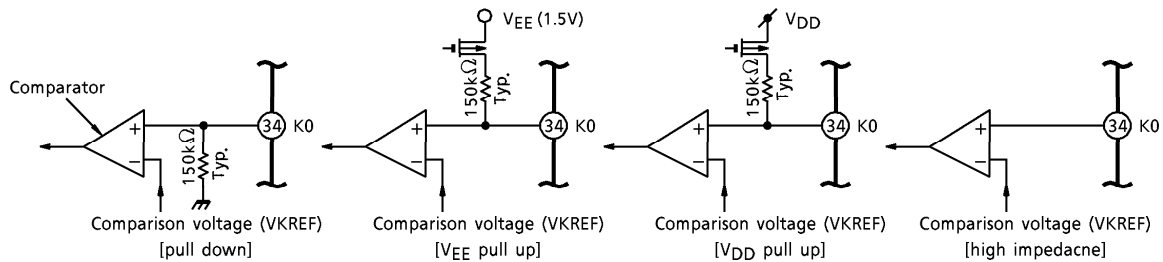 Comparator
+
−
150kΩ
Typ.
34 K0
Comparison voltage (VKREF)
[pull down]
VEE (1.5V)
150kΩ
Typ.
+
−
34 K0
Comparison voltage (VKREF)
[VEE pull up]
VDD
150kΩ
Typ.
+
−
34 K0
Comparison voltage (VKREF)
[VDD pull up]
+
−
34 K0
Comparison voltage (VKREF)
[high impedacne]